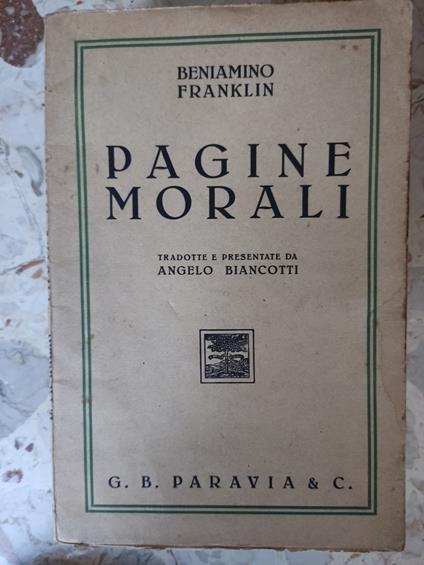 BENIAMINO
FRANKLIN
PAGINE
MORALI
TRADOTTE E PRESENTATE DA
ANGELO BIANCOTTI
G. B. PARAVIA & C.